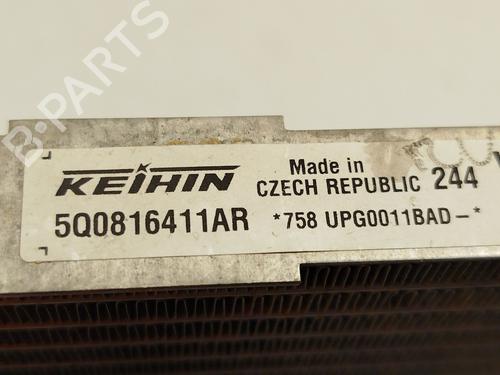 B-PARTS
KEIHIN
Made in
CZECH REPUBLIC 244
5Q0816411AR *758 UPG0011BAD-*